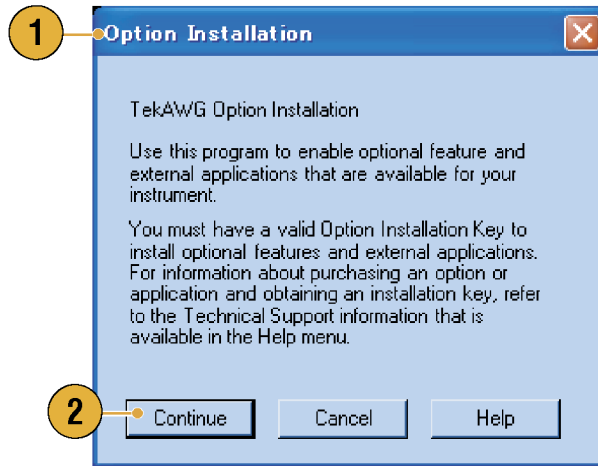 1
Option Installation
TekAWG Option Installation
Use this program to enable optional feature and
external applications that are available for your
instrument.
You must have a valid Option Installation Key to
install optional features and external applications.
For information about purchasing an option or
application and obtaining an installation key, refer
to the Technical Support information that is
available in the Help menu.
2
Continue Cancel Help